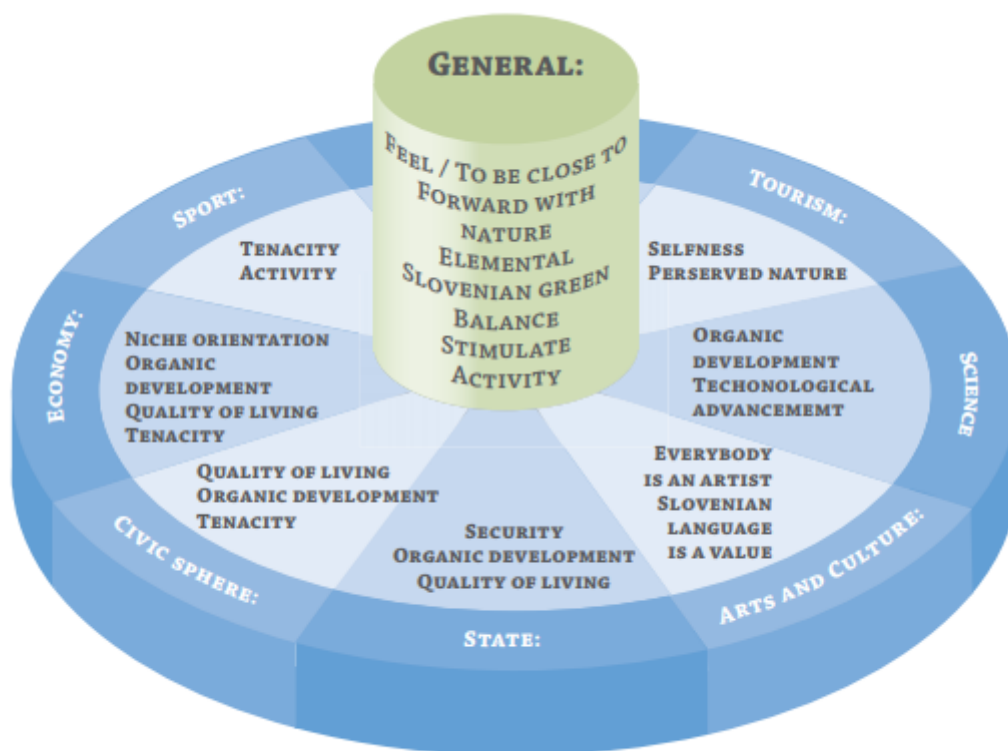 GENERAL:
FEEL / TO BE CLOSE TO
FORWARD WITH
NATURE
ELEMENTAL
SLOVENIAN GREEN
BALANCE
STIMULATE
ACTIVITY
TOURISM:
SELFNESS
PERSERVED NATURE
SCIENCE
ORGANIC
DEVELOPMENT
TECHONOLOGICAL
ADVANCEMEMT
ARTS AND CULTURE:
EVERYBODY
IS AN ARTIST
SLOVENIAN
LANGUAGE
IS A VALUE
STATE:
SECURITY
ORGANIC DEVELOPMENT
QUALITY OF LIVING
CIVIC SPHERE:
QUALITY OF LIVING
ORGANIC DEVELOPMENT
TENACITY
ECONOMY:
NICHE ORIENTATION
ORGANIC
DEVELOPMENT
QUALITY OF LIVING
TENACITY
SPORT:
TENACITY
ACTIVITY